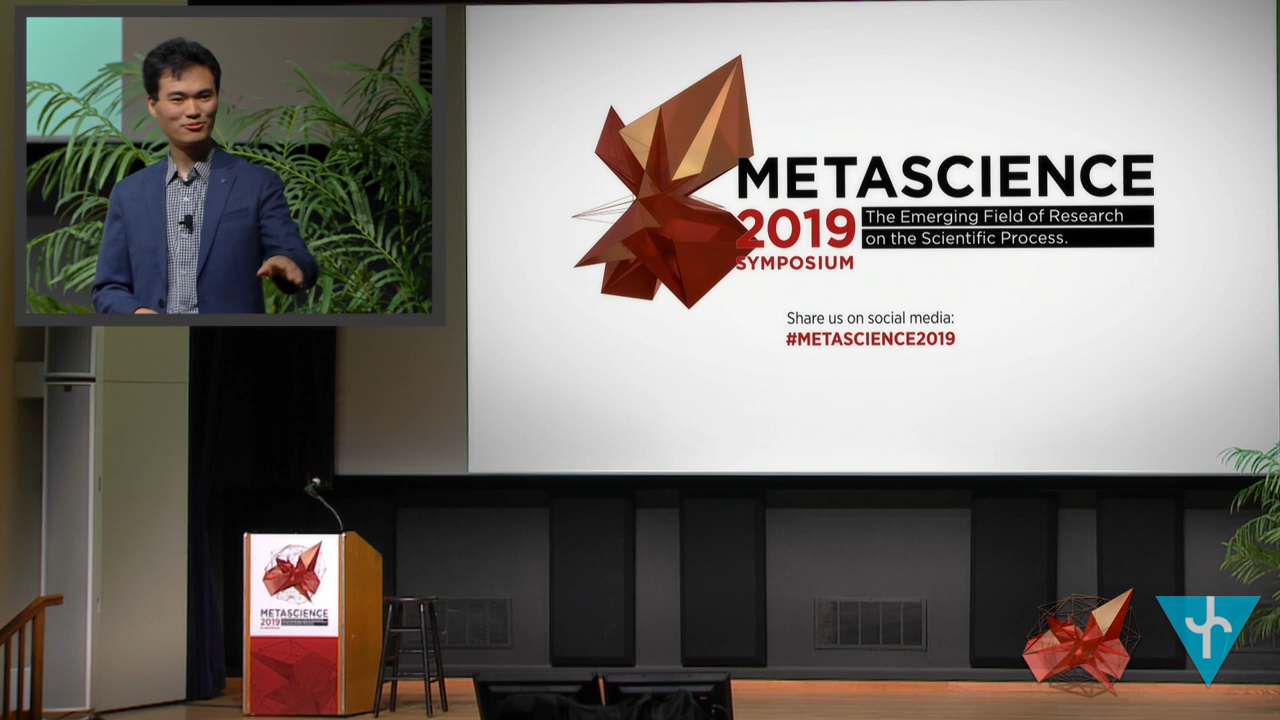 METASCIENCE
2019
The Emerging Field of Research
on the Scientific Process.
SYMPOSIUM
Share us on social media:
#METASCIENCE2019
METASCIENCE
2019
SYMPOSIUM